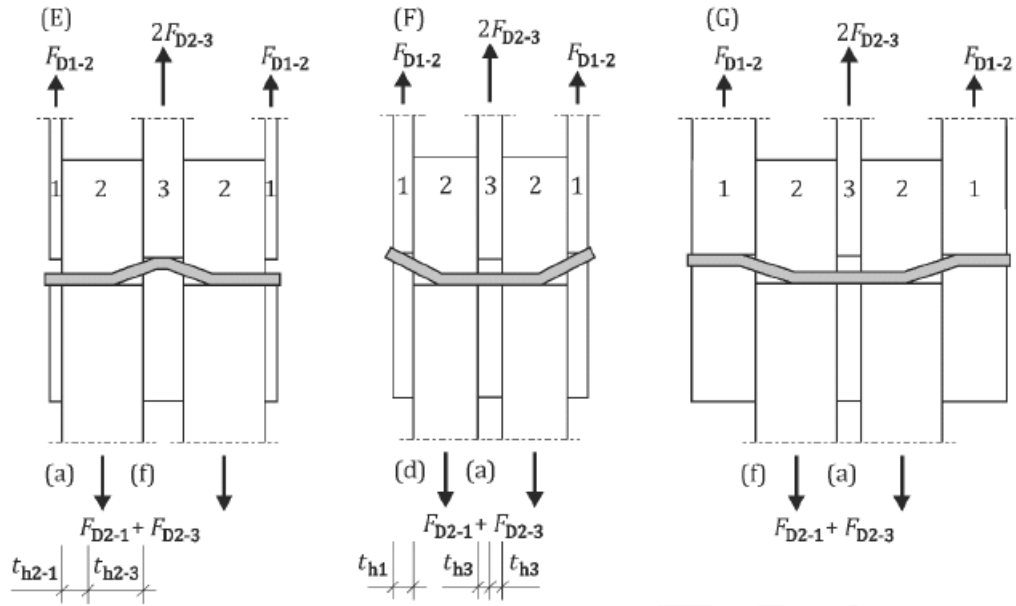 (E) (F) (G)
2F_D2-3 2F_D2-3 2F_D2-3
F_D1-2 F_D1-2 F_D1-2 F_D1-2 F_D1-2 F_D1-2
1 2 3 2 1 1 2 3 2 1 1 2 3 2 1
(a) (f) (d) (a) (f) (a)
F_D2-1 + F_D2-3 F_D2-1 + F_D2-3 F_D2-1 + F_D2-3
t_h2-1 t_h2-3 t_h1 t_h3 t_h3